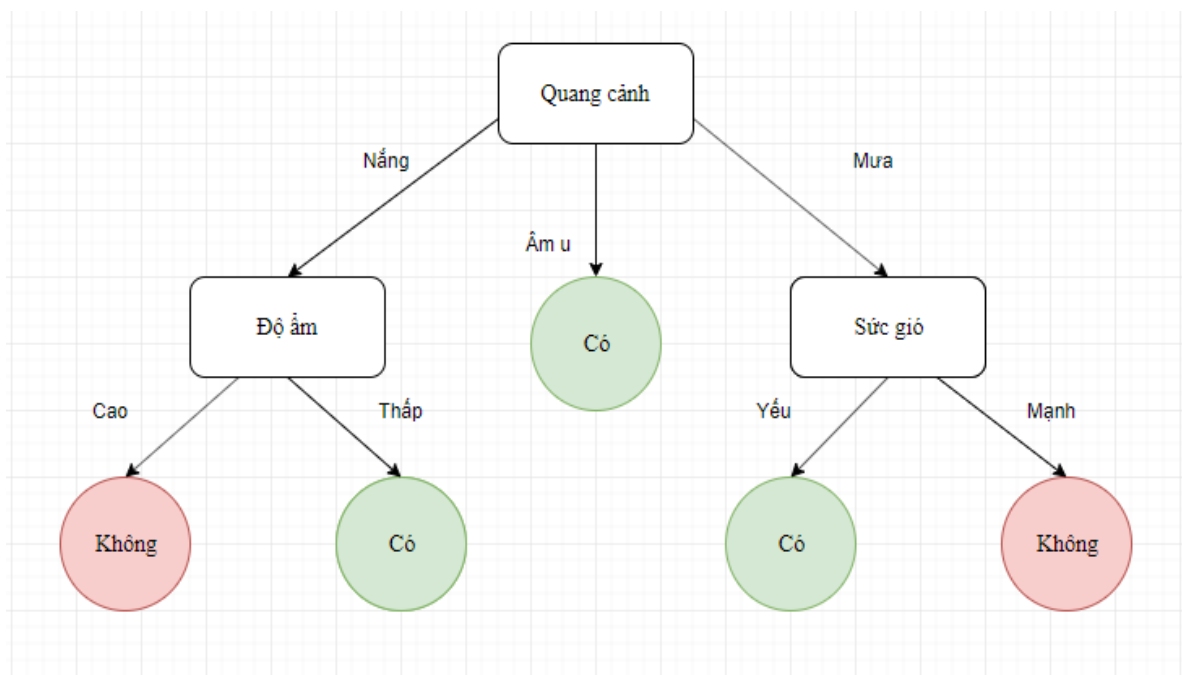 Quang cảnh
Nắng
Mưa
Âm u
Độ ẩm
Có
Sức gió
Cao
Thấp
Yếu
Mạnh
Không
Có
Có
Không